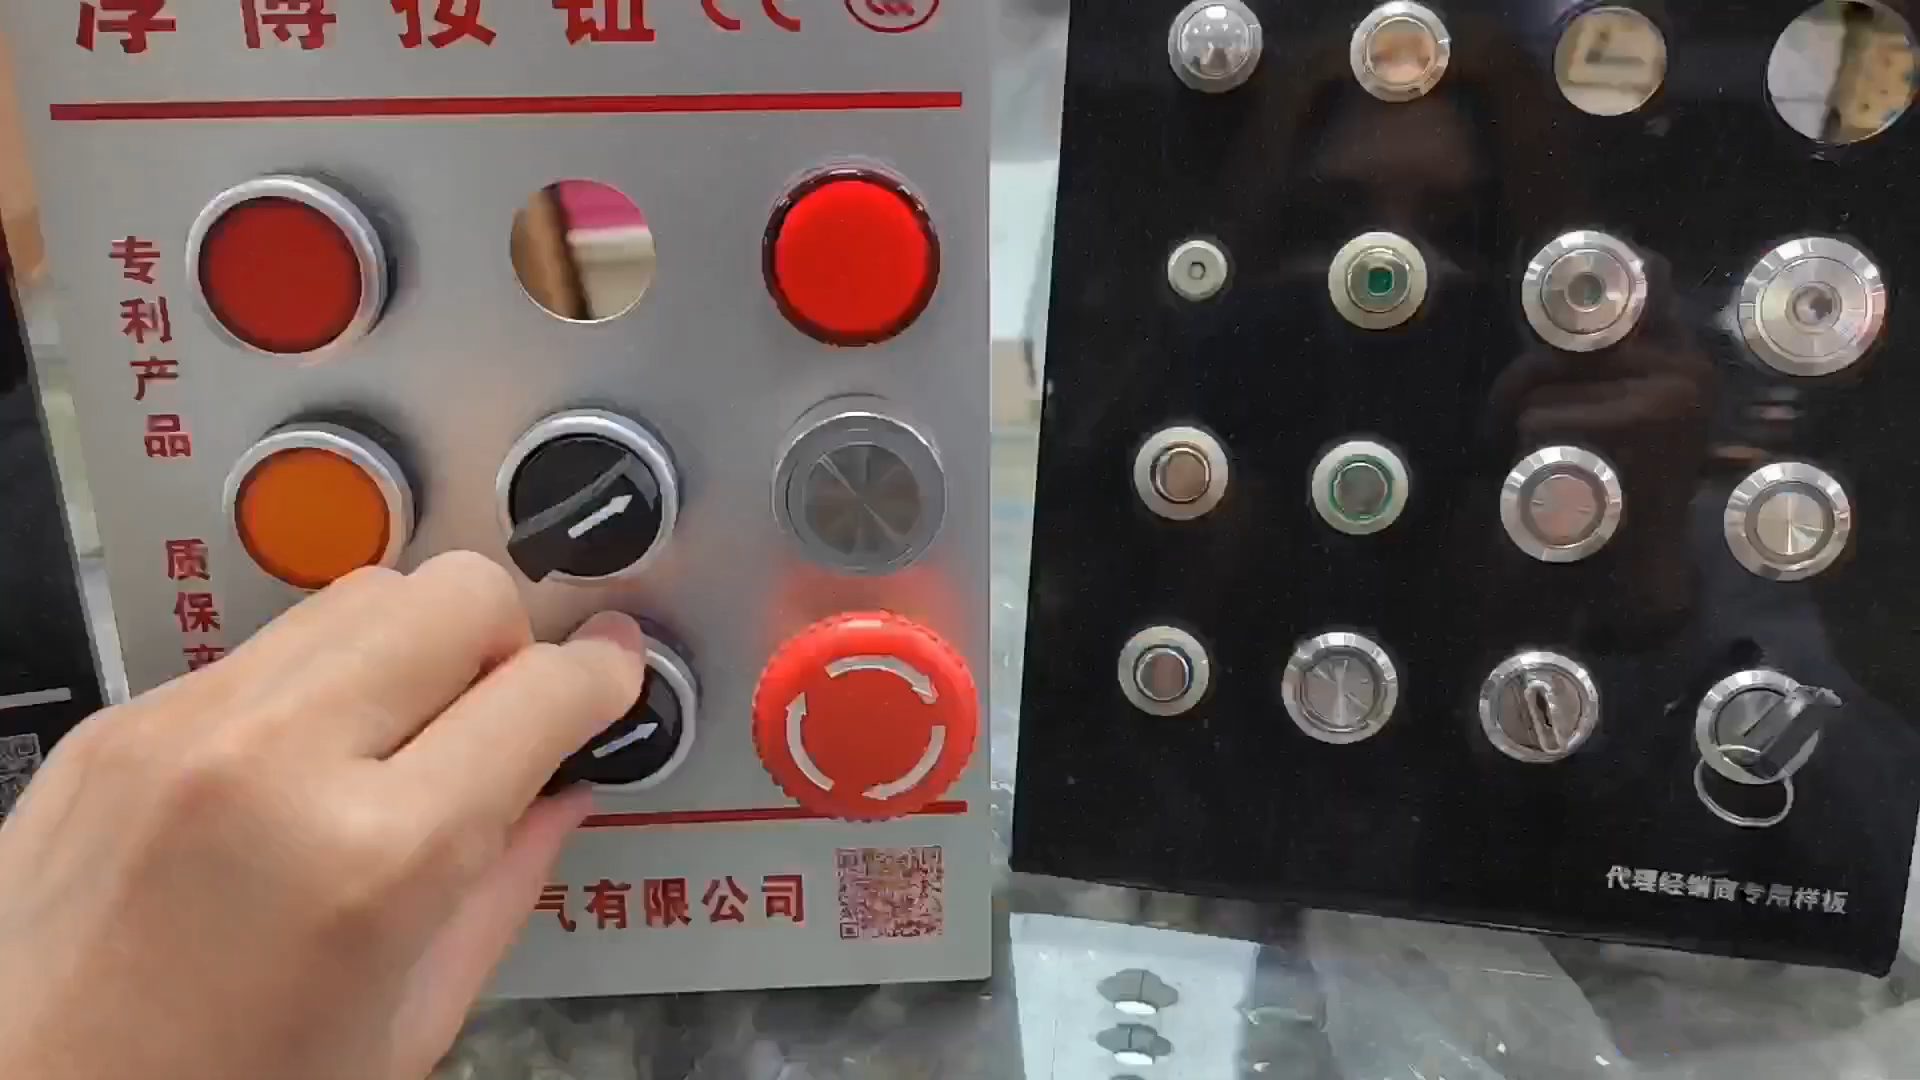 博按钮
专利产品
质保
气有限公司
代理经销商专用样板